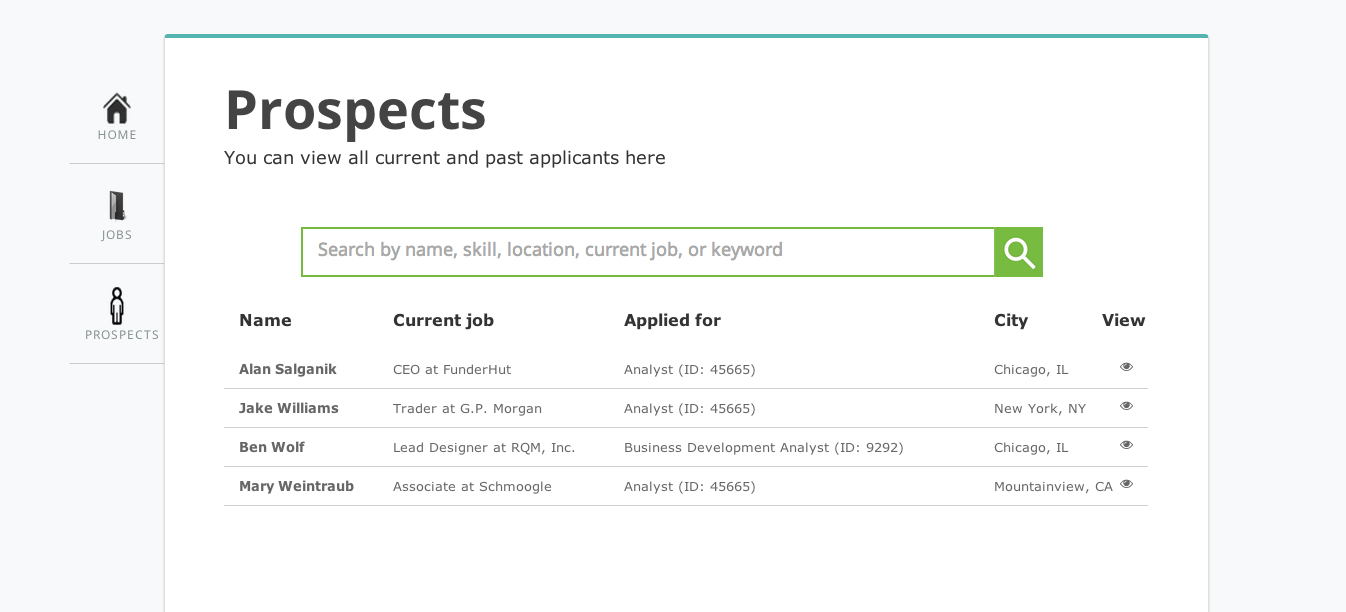 Prospects
You can view all current and past applicants here
HOME
JOBS
PROSPECTS
Search by name, skill, location, current job, or keyword
Name Current job Applied for City View
Alan Salganik CEO at FunderHut Analyst (ID: 45665) Chicago, IL
Jake Williams Trader at G.P. Morgan Analyst (ID: 45665) New York, NY
Ben Wolf Lead Designer at RQM, Inc. Business Development Analyst (ID: 9292) Chicago, IL
Mary Weintraub Associate at Schmoogle Analyst (ID: 45665) Mountainview, CA